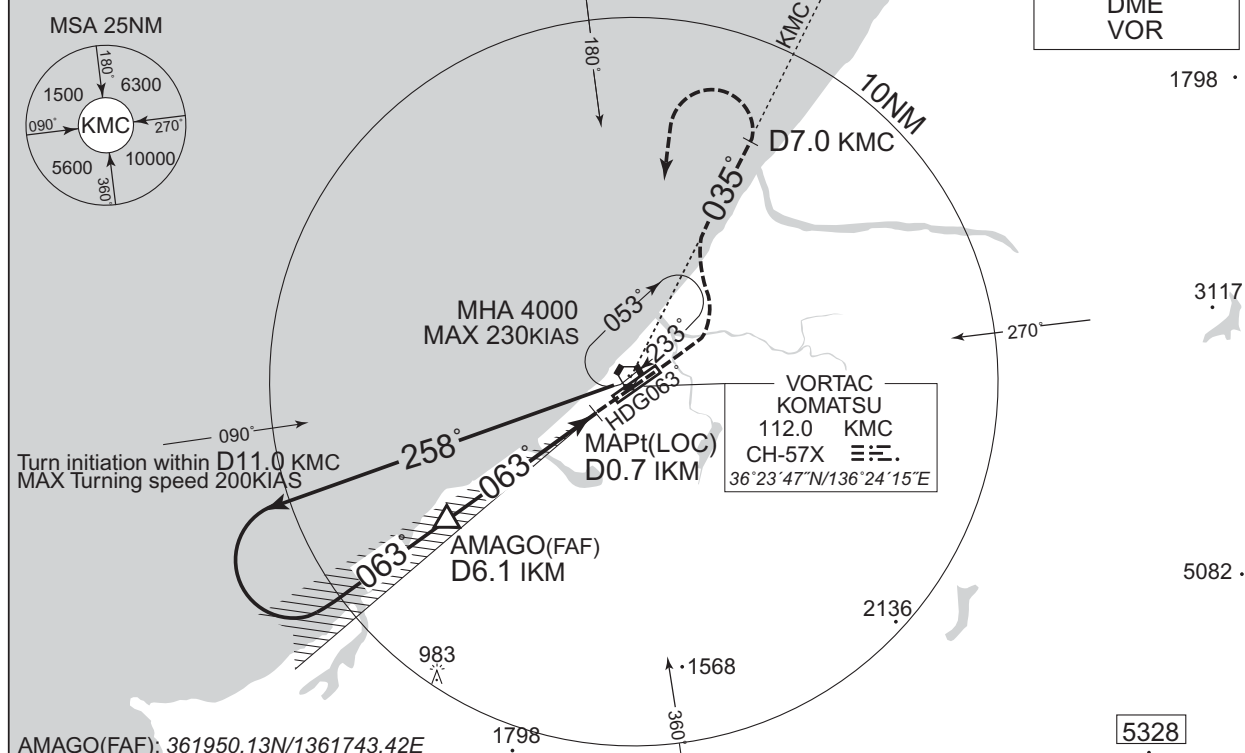 MSA 25NM
180°
1500
6300
090°
KMC
270°
5600
10000
360°
DME
VOR
180°
KMC
10NM
1798
D7.0 KMC
035°
3117
MHA 4000
MAX 230KIAS
053°
233°
270°
HDG063°
VORTAC
KOMATSU
112.0 KMC
CH-57X
36°23´47˝N/136°24´15˝E
090°
Turn initiation within D11.0 KMC
MAX Turning speed 200KIAS
258°
063°
MAPt(LOC)
D0.7 IKM
AMAGO(FAF)
D6.1 IKM
063°
5082
2136
983
1568
360°
1798
5328
AMAGO(FAF): 361950.13N/1361743.42E